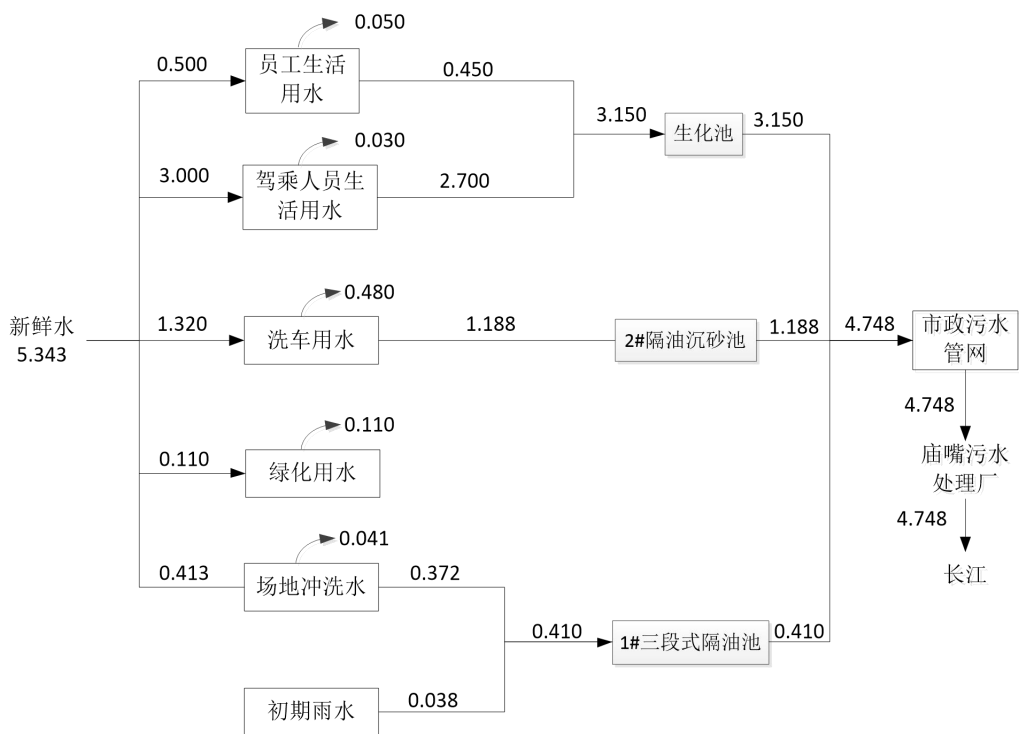 0.050
0.500
员工生活
用水
0.450
3.150
生化池
3.150
0.030
3.000
驾乘人员生
活用水
2.700
新鲜水
5.343
0.480
1.320
洗车用水
1.188
2#隔油沉砂池
1.188
4.748
市政污水
管网
4.748
庙嘴污水
处理厂
4.748
长江
0.110
0.110
绿化用水
0.041
0.413
场地冲洗水
0.372
0.410
1#三段式隔油池
0.410
初期雨水
0.038